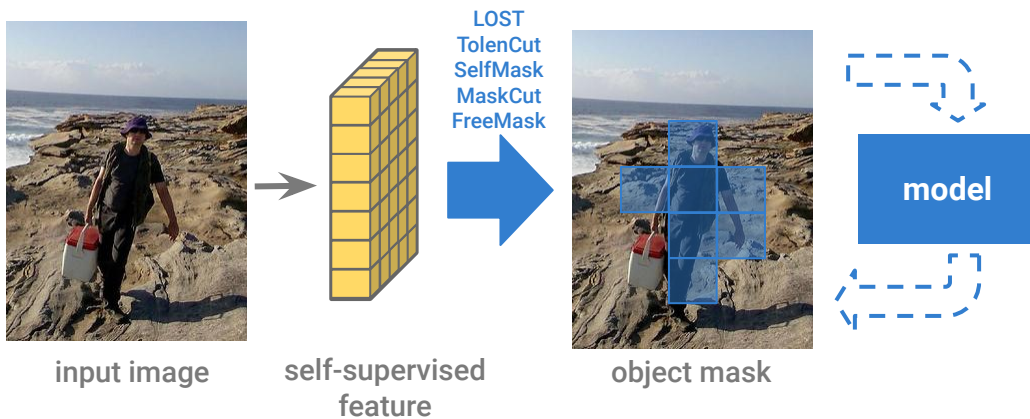 LOST
TolenCut
SelfMask
MaskCut
FreeMask
model
input image
self-supervised
feature
object mask